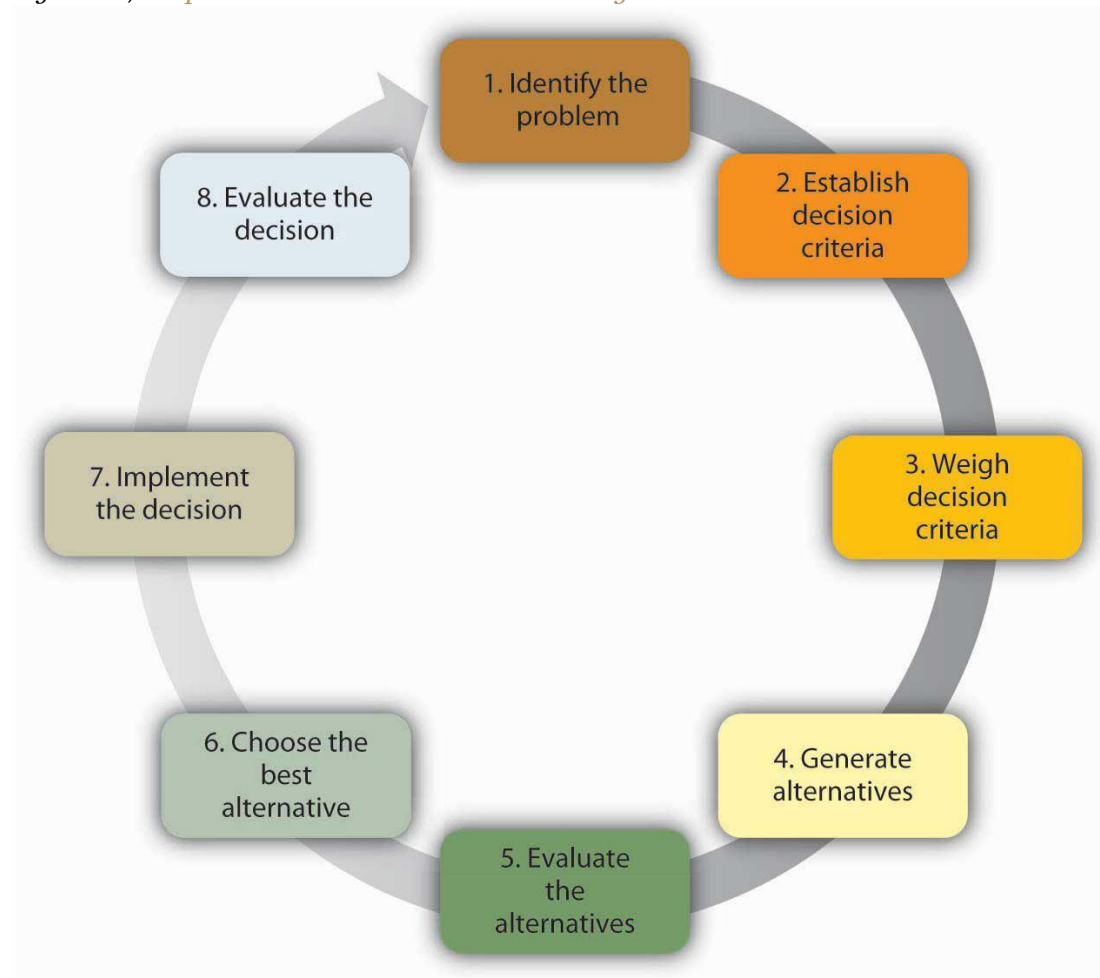 1. Identify the
problem
2. Establish
decision
criteria
3. Weigh
decision
criteria
4. Generate
alternatives
5. Evaluate
the
alternatives
6. Choose the
best
alternative
7. Implement
the decision
8. Evaluate the
decision